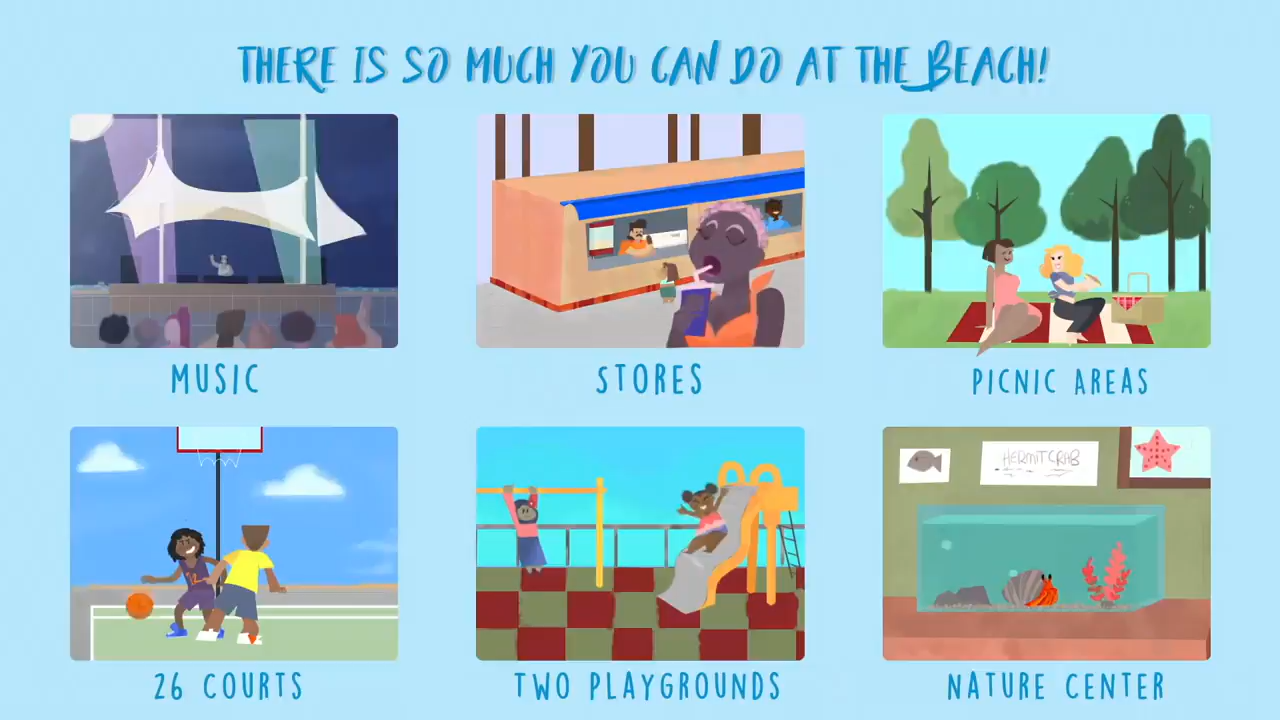 THERE IS SO MUCH YOU CAN DO AT THE BEACH!
MUSIC
STORES
PICNIC AREAS
HERMIT CRAB
12
26 COURTS
TWO PLAYGROUNDS
NATURE CENTER